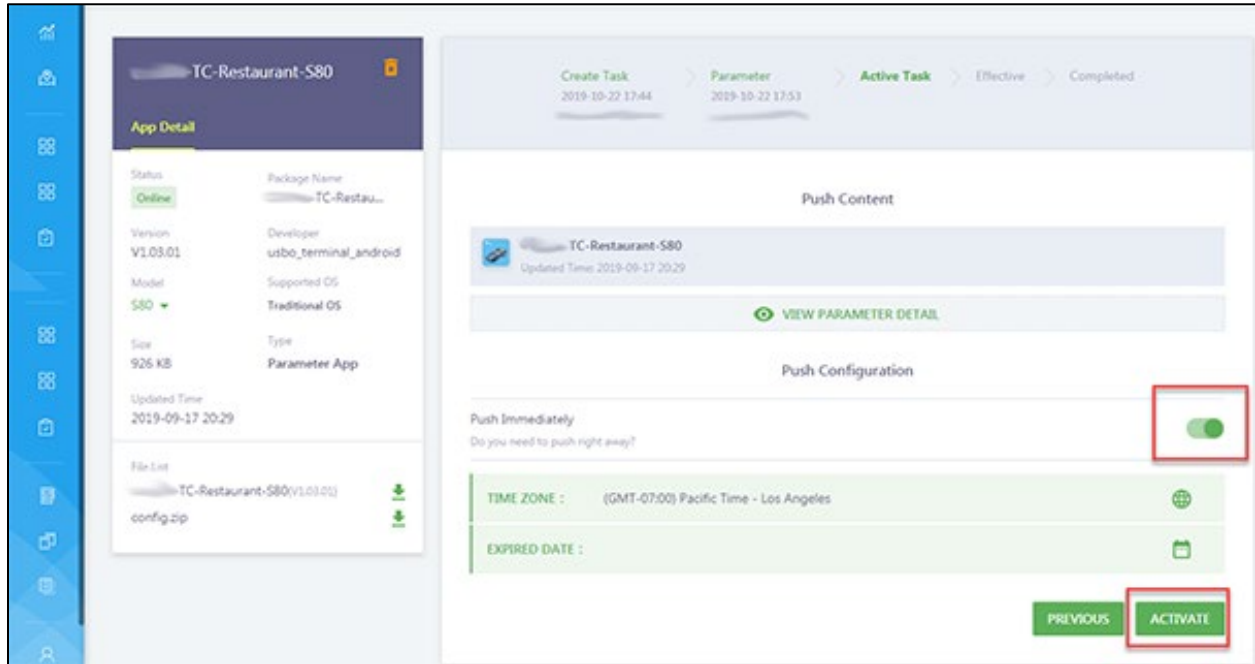 TC-Restaurant-S80
App Detail
Status
Online
Package Name
TC-Restau...
Version
V1.03.01
Developer
usbo_terminal_android
Model
S80
Supported OS
Traditional OS
Size
926 KB
Type
Parameter App
Updated Time
2019-09-17 20:29
File List
TC-Restaurant-S80(V1.03.01)
config.zip
Create Task
2019-10-22 17:44
Parameter
2019-10-22 17:53
Active Task
Effective
Completed
Push Content
TC-Restaurant-S80
Updated Time: 2019-09-17 20:29
VIEW PARAMETER DETAIL
Push Configuration
Push Immediately
Do you need to push right away?
TIME ZONE : (GMT-07:00) Pacific Time - Los Angeles
EXPIRED DATE :
PREVIOUS
ACTIVATE